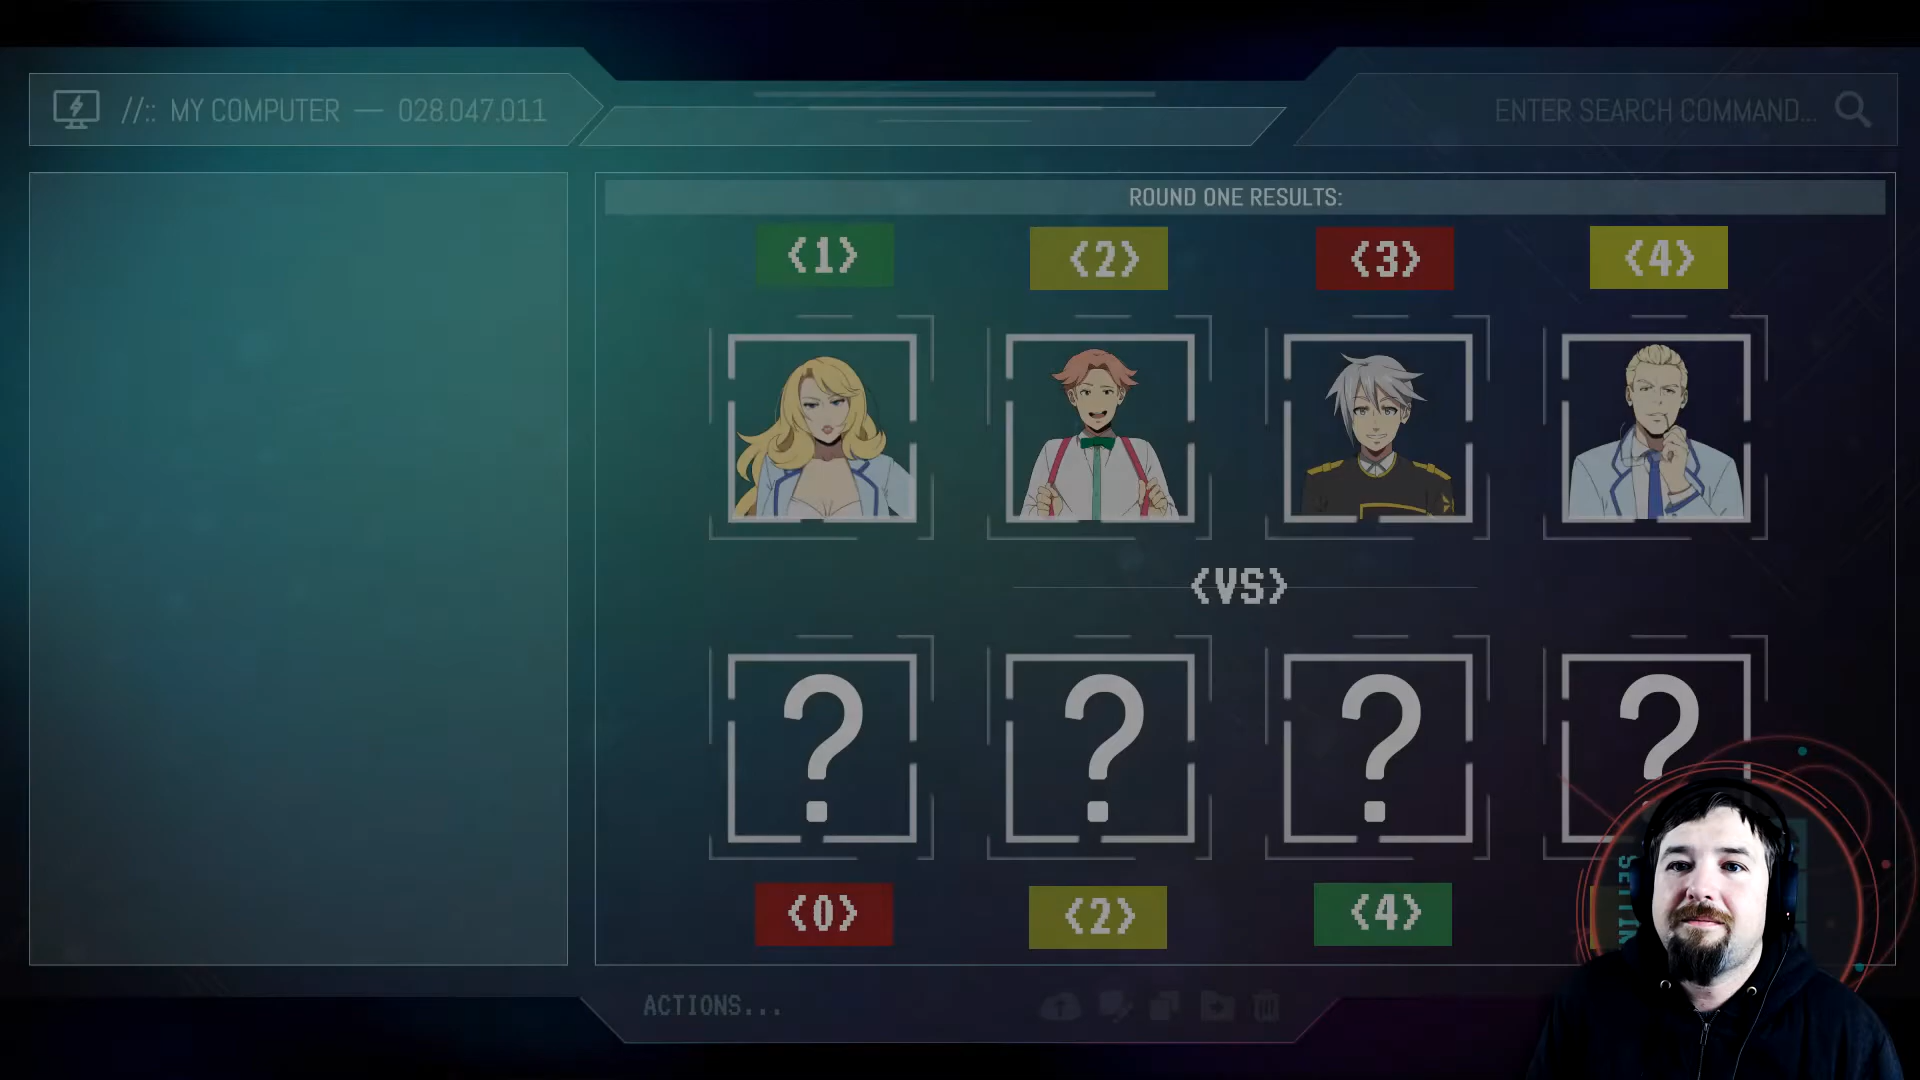 //:: MY COMPUTER — 028.047.011
ENTER SEARCH COMMAND...
ROUND ONE RESULTS:
<1> <2> <3> <4>
<VS>
? ? ? ?
<0> <2> <4>
ACTIONS...